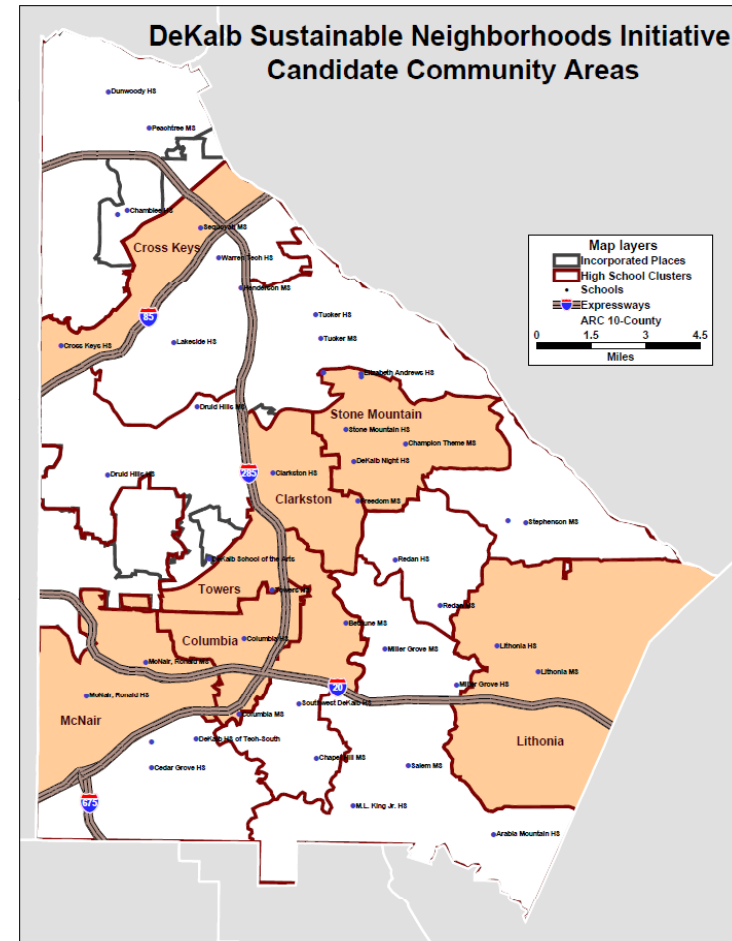 DeKalb Sustainable Neighborhoods Initiative
Candidate Community Areas
Dunwoody HS
Peachtree MS
Chamblee HS
Sequoyah MS
Cross Keys
Warren Tech HS
Henderson MS
Map layers
Incorporated Places
High School Clusters
Schools
Expressways
ARC 10-County
0 1.5 3 4.5
Miles
85
Tucker HS
Cross Keys HS
Lakeside HS
Tucker MS
Elizabeth Andrews HS
Druid Hills MS
Stone Mountain
Stone Mountain HS
Champion Theme MS
DeKalb Night HS
285
Clarkston HS
Druid Hills HS
Clarkston
Freedom MS
Stephenson MS
DeKalb School of the Arts
Redan HS
Towers
Towers HS
Redan MS
Bethune MS
Columbia
Columbia HS
Miller Grove MS
Lithonia HS
McNair, Ronald MS
Lithonia MS
Miller Grove HS
20
McNair, Ronald HS
Southwest DeKalb HS
Columbia MS
McNair
DeKalb HS of Tech-South
Lithonia
Chapel Hill MS
Cedar Grove HS
Salem MS
675
M.L. King Jr. HS
Arabia Mountain HS